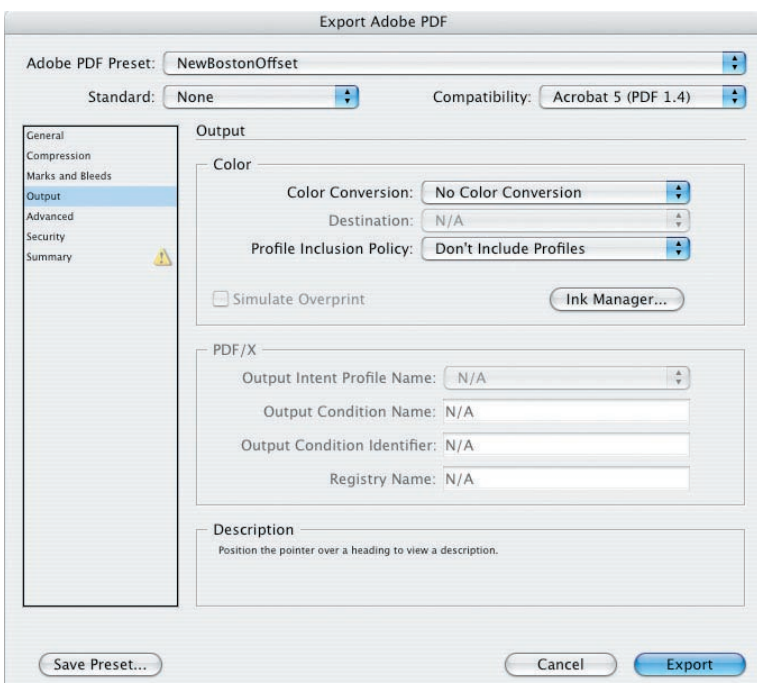 Export Adobe PDF
Adobe PDF Preset: NewBostonOffset
Standard: None Compatibility: Acrobat 5 (PDF 1.4)
General
Compression
Marks and Bleeds
Output
Advanced
Security
Summary
Output
Color
Color Conversion: No Color Conversion
Destination: N/A
Profile Inclusion Policy: Don't Include Profiles
Simulate Overprint Ink Manager...
PDF/X
Output Intent Profile Name: N/A
Output Condition Name: N/A
Output Condition Identifier: N/A
Registry Name: N/A
Description
Position the pointer over a heading to view a description.
Save Preset... Cancel Export